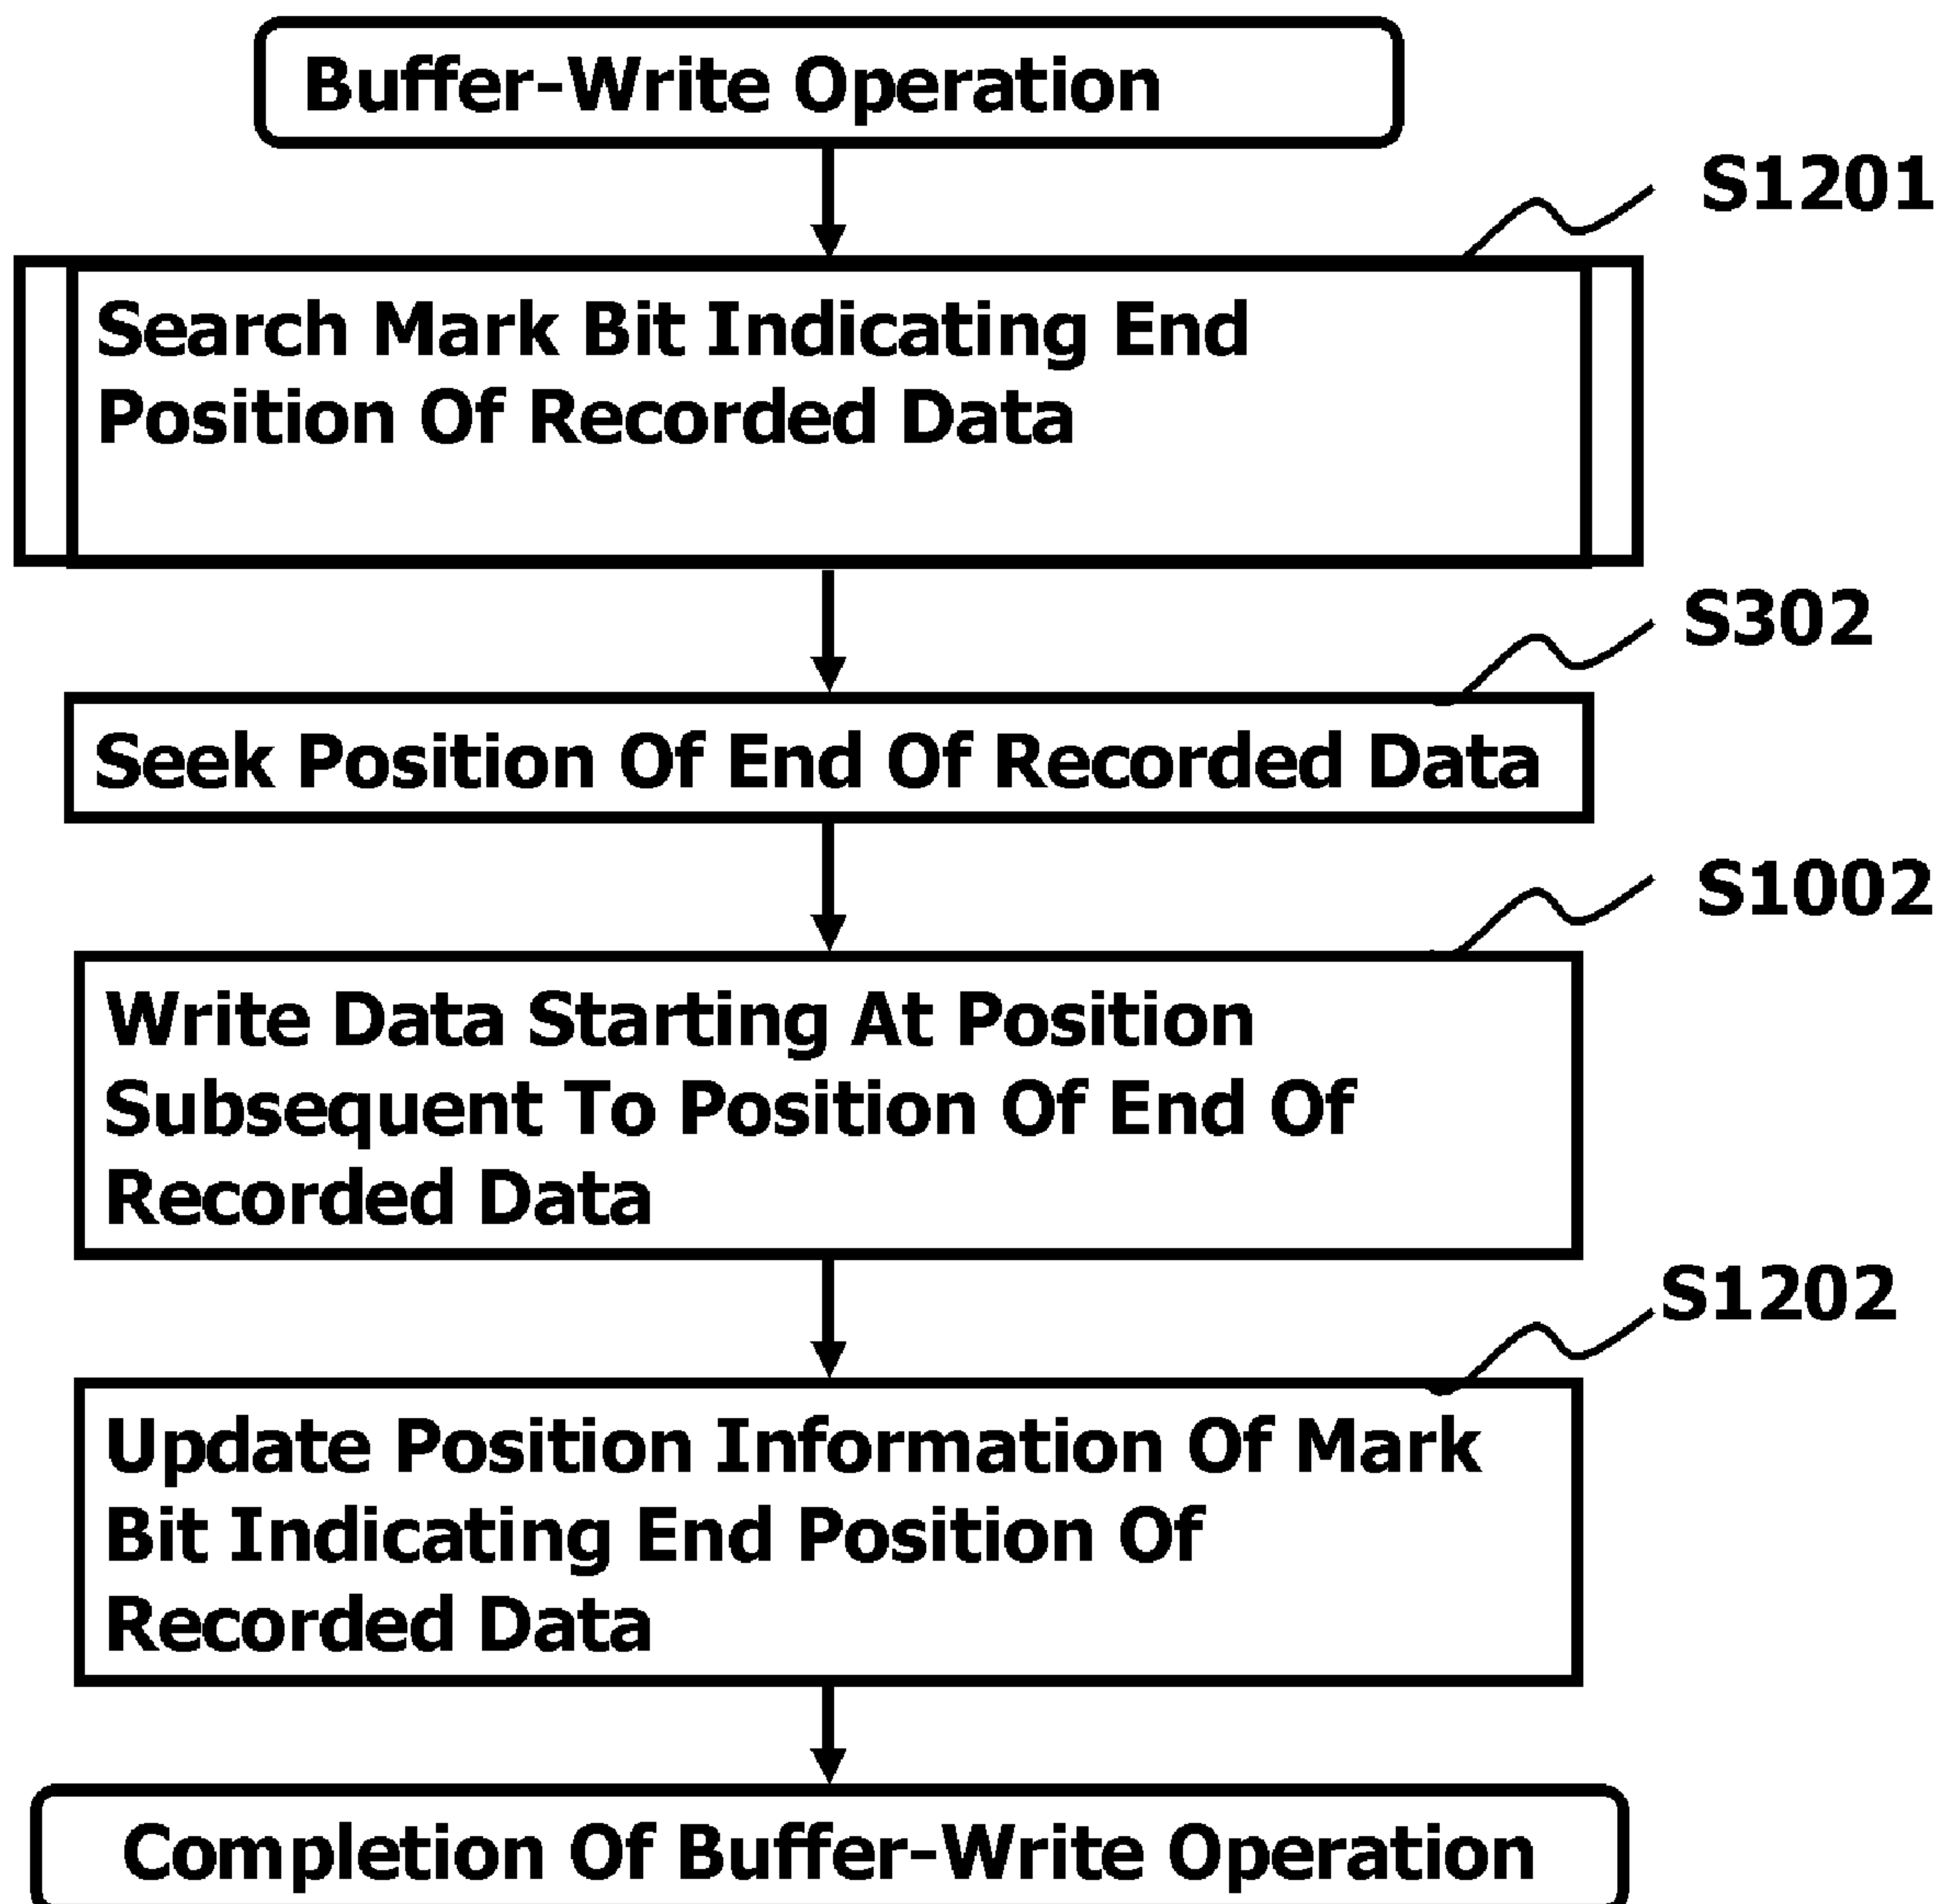 Buffer-Write Operation
S1201
Search Mark Bit Indicating End
Position Of Recorded Data
S302
Seek Position Of End Of Recorded Data
S1002
Write Data Starting At Position
Subsequent To Position Of End Of
Recorded Data
S1202
Update Position Information Of Mark
Bit Indicating End Position Of
Recorded Data
Completion Of Buffer-Write Operation